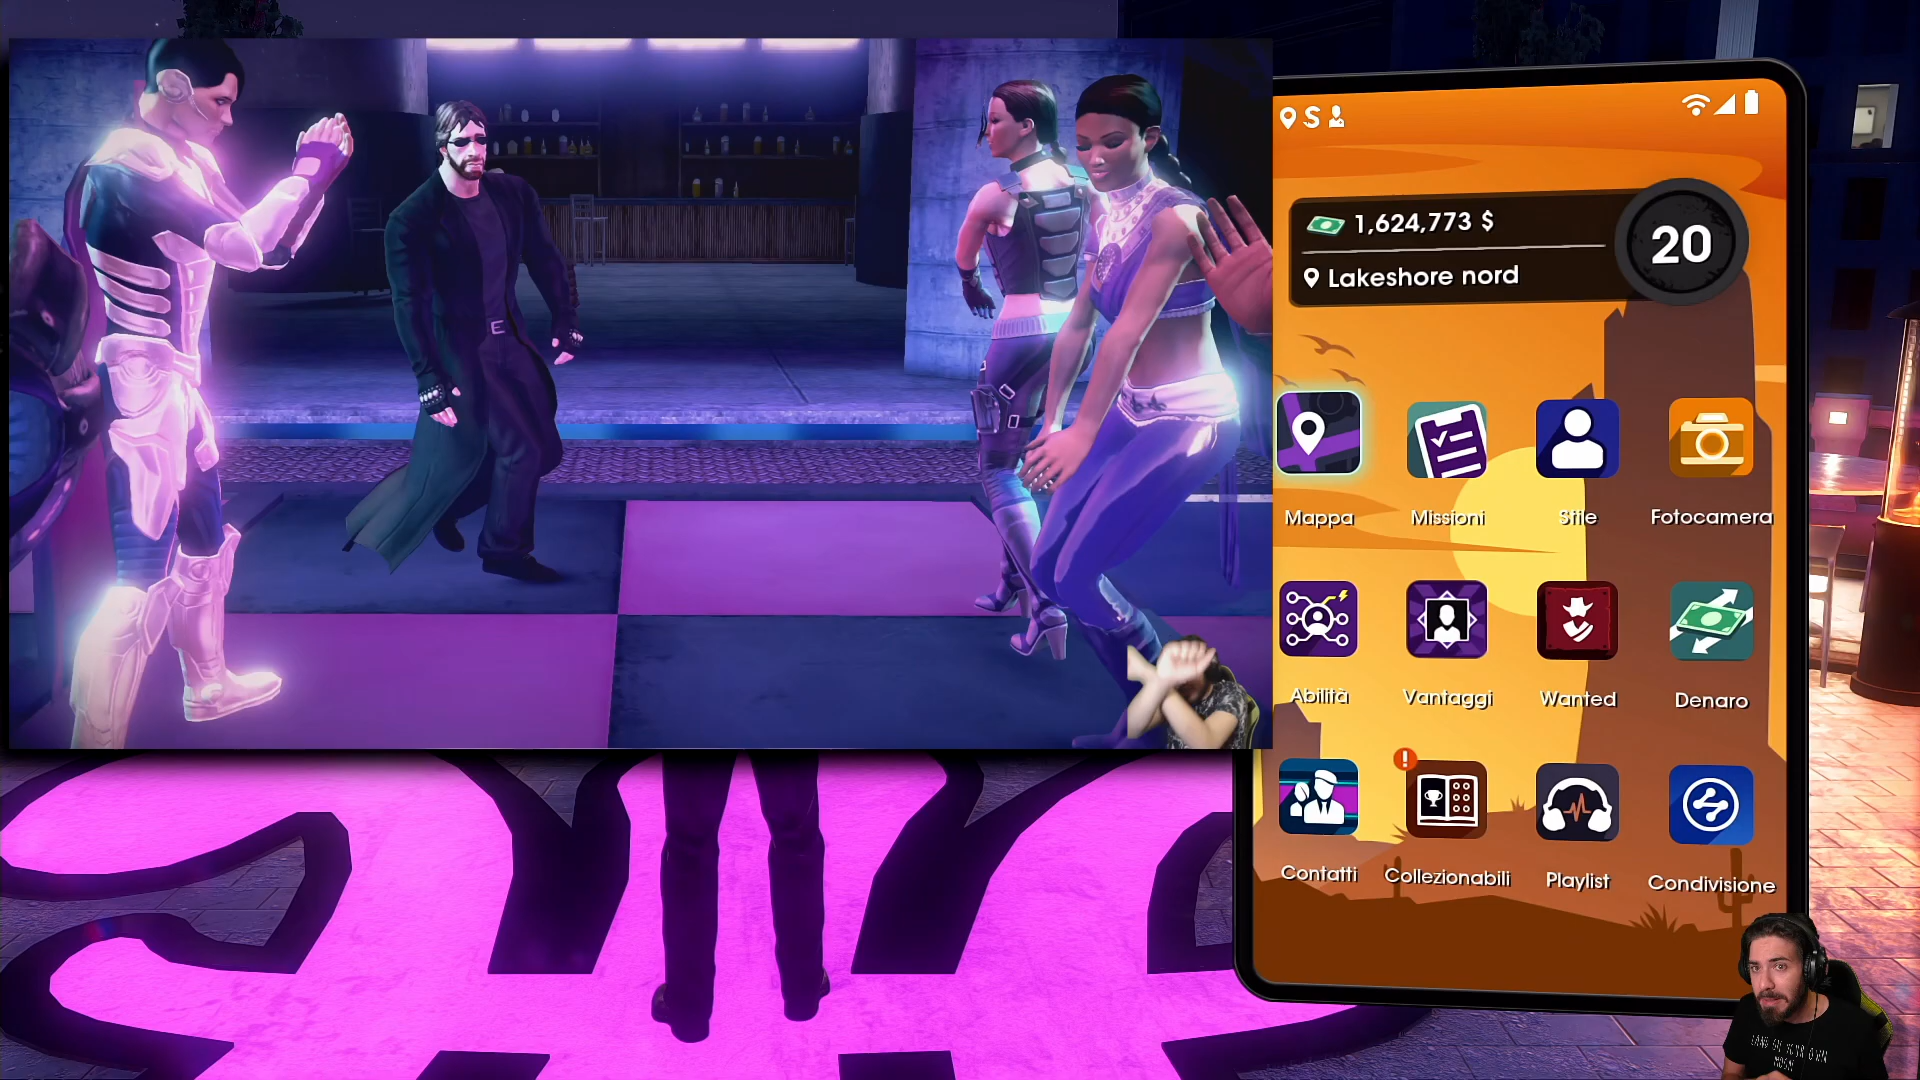 S
1,624,773 $
20
Lakeshore nord
Mappa
Missioni
Stile
Fotocamera
Abilità
Vantaggi
Wanted
Denaro
!
Contatti
Collezionabili
Playlist
Condivisione